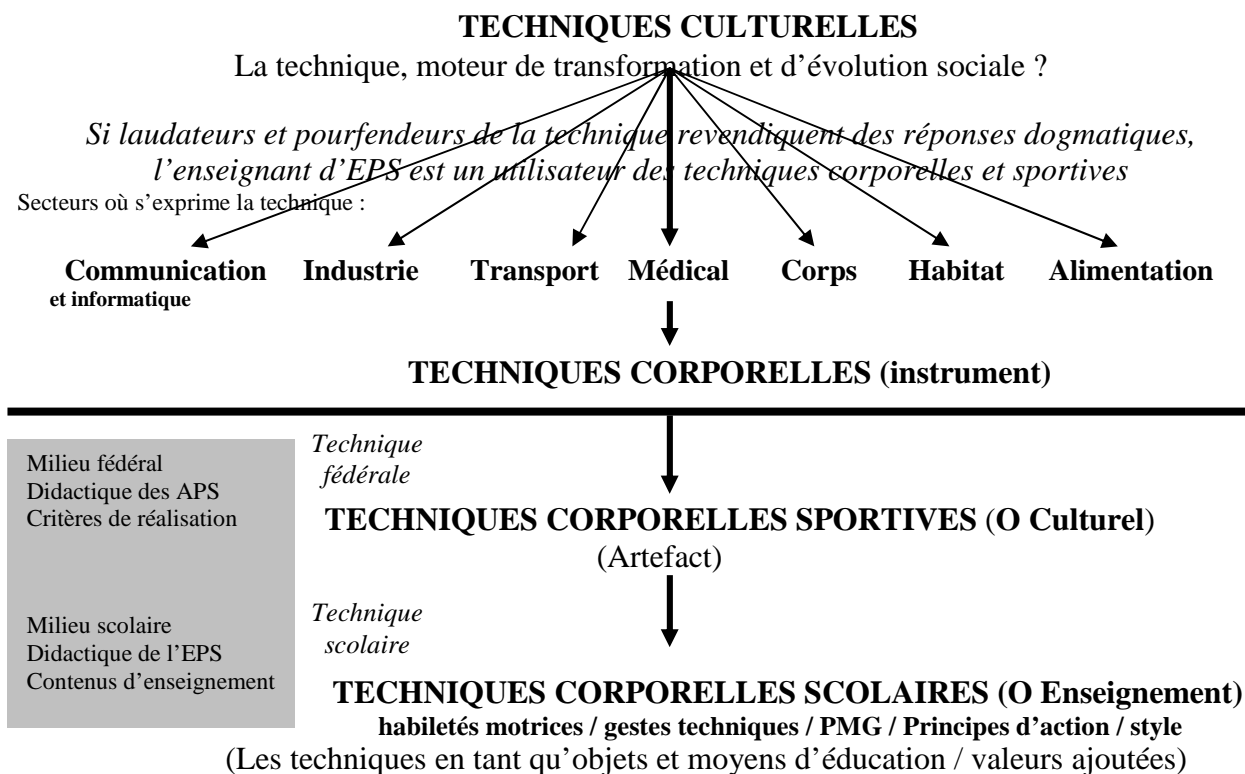 TECHNIQUES CULTURELLES
La technique, moteur de transformation et d’évolution sociale ?
Si laudateurs et pourfendeurs de la technique revendiquent des réponses dogmatiques,
l’enseignant d’EPS est un utilisateur des techniques corporelles et sportives
Secteurs où s’exprime la technique :
Communication Industrie Transport Médical Corps Habitat Alimentation
et informatique
TECHNIQUES CORPORELLES (instrument)
Technique
fédérale
Milieu fédéral
Didactique des APS
Critères de réalisation
TECHNIQUES CORPORELLES SPORTIVES (O Culturel)
(Artefact)
Technique
scolaire
Milieu scolaire
Didactique de l’EPS
Contenus d’enseignement
TECHNIQUES CORPORELLES SCOLAIRES (O Enseignement)
habiletés motrices / gestes techniques / PMG / Principes d’action / style
(Les techniques en tant qu’objets et moyens d’éducation / valeurs ajoutées)